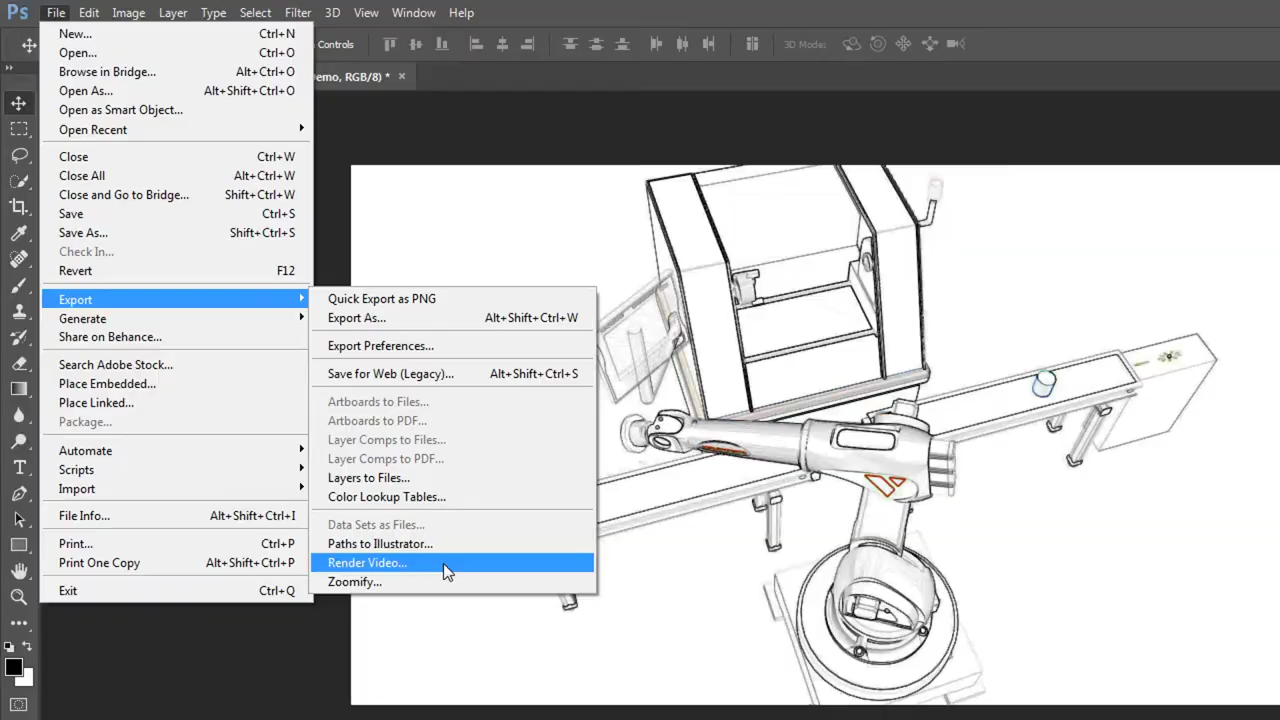 Ps File Edit Image Layer Type Select Filter 3D View Window Help
Controls 3D Mode:
emo, RGB/8) * ×
New... Ctrl+N
Open... Ctrl+O
Browse in Bridge... Alt+Ctrl+O
Open As... Alt+Shift+Ctrl+O
Open as Smart Object...
Open Recent
Close Ctrl+W
Close All Alt+Ctrl+W
Close and Go to Bridge... Shift+Ctrl+W
Save Ctrl+S
Save As... Shift+Ctrl+S
Check In...
Revert F12
Export
Generate
Share on Behance...
Search Adobe Stock...
Place Embedded...
Place Linked...
Package...
Automate
Scripts
Import
File Info... Alt+Shift+Ctrl+I
Print... Ctrl+P
Print One Copy Alt+Shift+Ctrl+P
Exit Ctrl+Q
Quick Export as PNG
Export As... Alt+Shift+Ctrl+W
Export Preferences...
Save for Web (Legacy)... Alt+Shift+Ctrl+S
Artboards to Files...
Artboards to PDF...
Layer Comps to Files...
Layer Comps to PDF...
Layers to Files...
Color Lookup Tables...
Data Sets as Files...
Paths to Illustrator...
Render Video...
Zoomify...